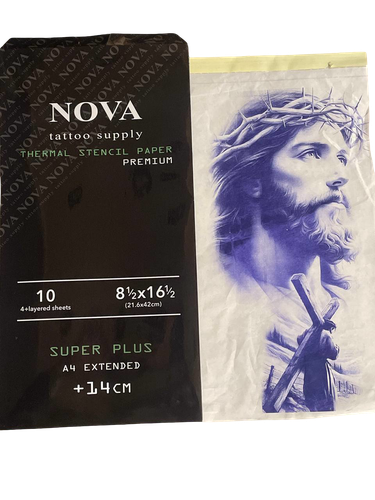 NOVA
tattoo supply
THERMAL STENCIL PAPER
PREMIUM
10
4+layered sheets
8½x16½
(21.6x42cm)
SUPER PLUS
A4 EXTENDED
+14CM